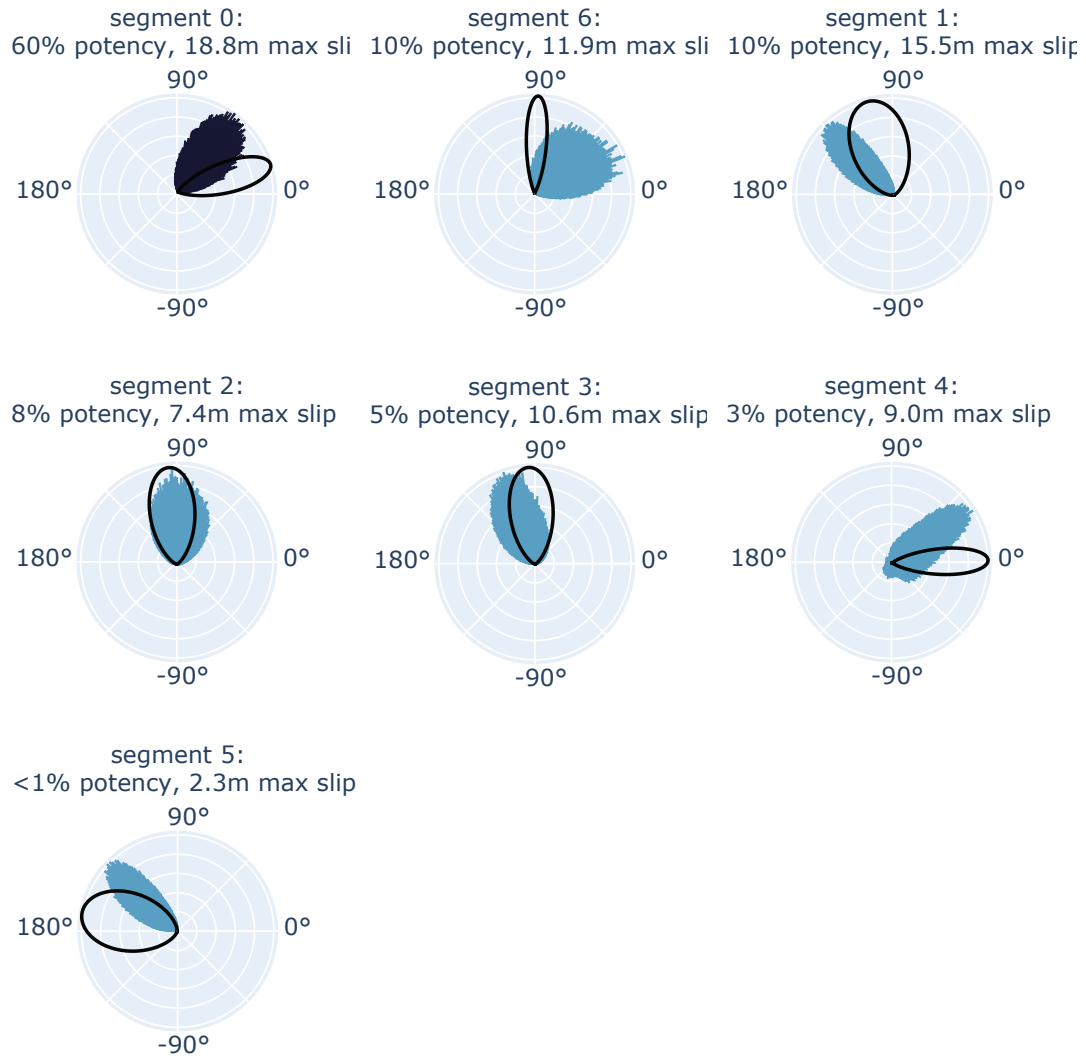 segment 0:
60% potency, 18.8m max sli
90°
180°
0°
-90°
segment 6:
10% potency, 11.9m max sli
90°
180°
0°
-90°
segment 1:
10% potency, 15.5m max slip
90°
180°
0°
-90°
segment 2:
8% potency, 7.4m max slip
90°
180°
0°
-90°
segment 3:
5% potency, 10.6m max slip
90°
180°
0°
-90°
segment 4:
3% potency, 9.0m max slip
90°
180°
0°
-90°
segment 5:
<1% potency, 2.3m max slip
90°
180°
0°
-90°